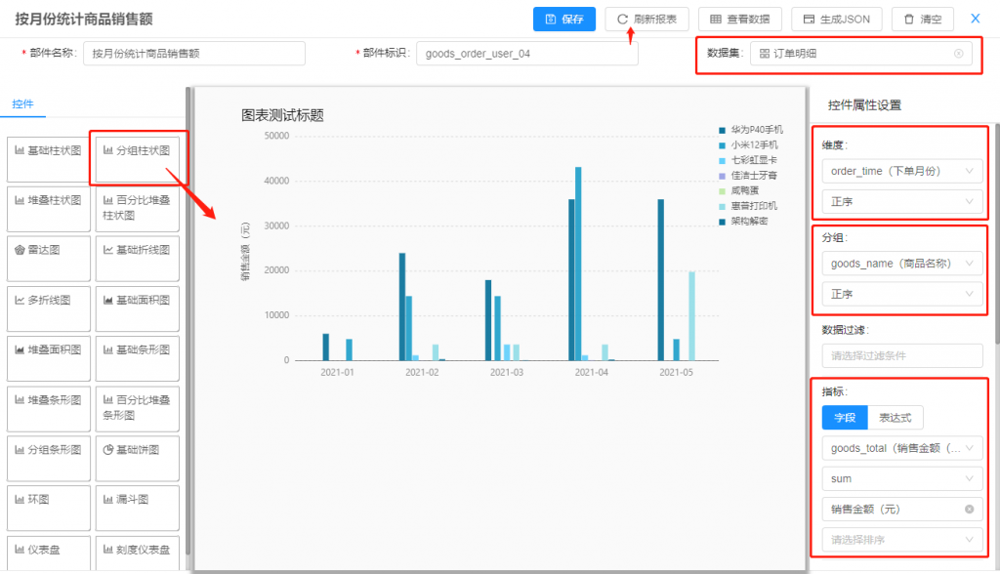 按月份统计商品销售额
保存
刷新报表
查看数据
生成JSON
清空
X
* 部件名称:
按月份统计商品销售额
* 部件标识:
goods_order_user_04
数据集:
订单明细
控件
基础柱状图
分组柱状图
堆叠柱状图
百分比堆叠
柱状图
雷达图
基础折线图
多折线图
基础面积图
堆叠面积图
基础条形图
堆叠条形图
百分比堆叠
条形图
分组条形图
基础饼图
环图
漏斗图
仪表盘
刻度仪表盘
图表测试标题
销售金额（元）
50000
40000
30000
20000
10000
0
2021-01
2021-02
2021-03
2021-04
2021-05
华为P40手机
小米12手机
七彩虹显卡
佳洁士牙膏
咸鸭蛋
惠普打印机
架构解密
控件属性设置
维度:
order_time（下单月份）
正序
分组:
goods_name（商品名称）
正序
数据过滤:
请选择过滤条件
指标:
字段
表达式
goods_total（销售金额（...
sum
销售金额（元）
请选择排序